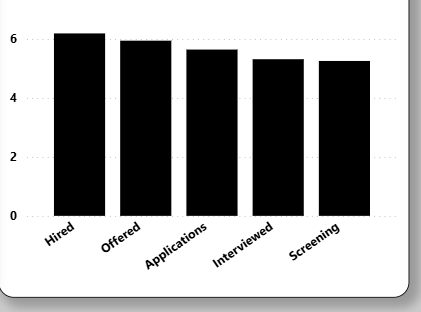 6
4
2
0
Hired
Offered
Applications
Interviewed
Screening